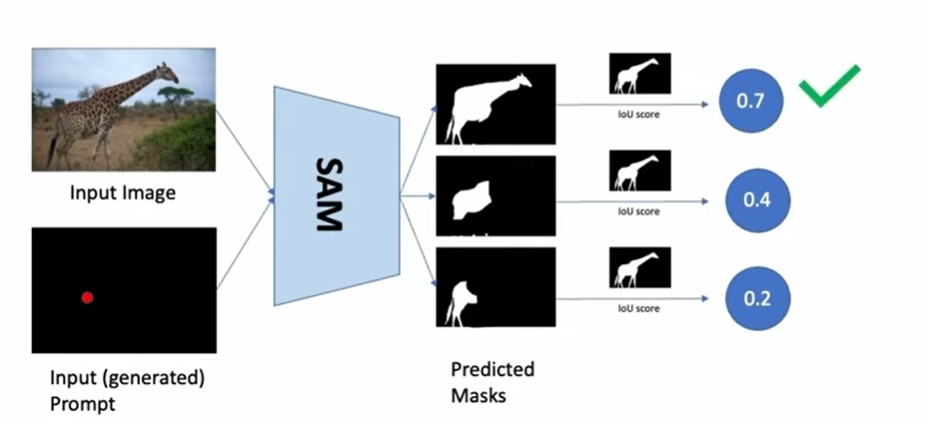 Input Image
Input (generated)
Prompt
SAM
Predicted
Masks
IoU score
0.7
IoU score
0.4
IoU score
0.2